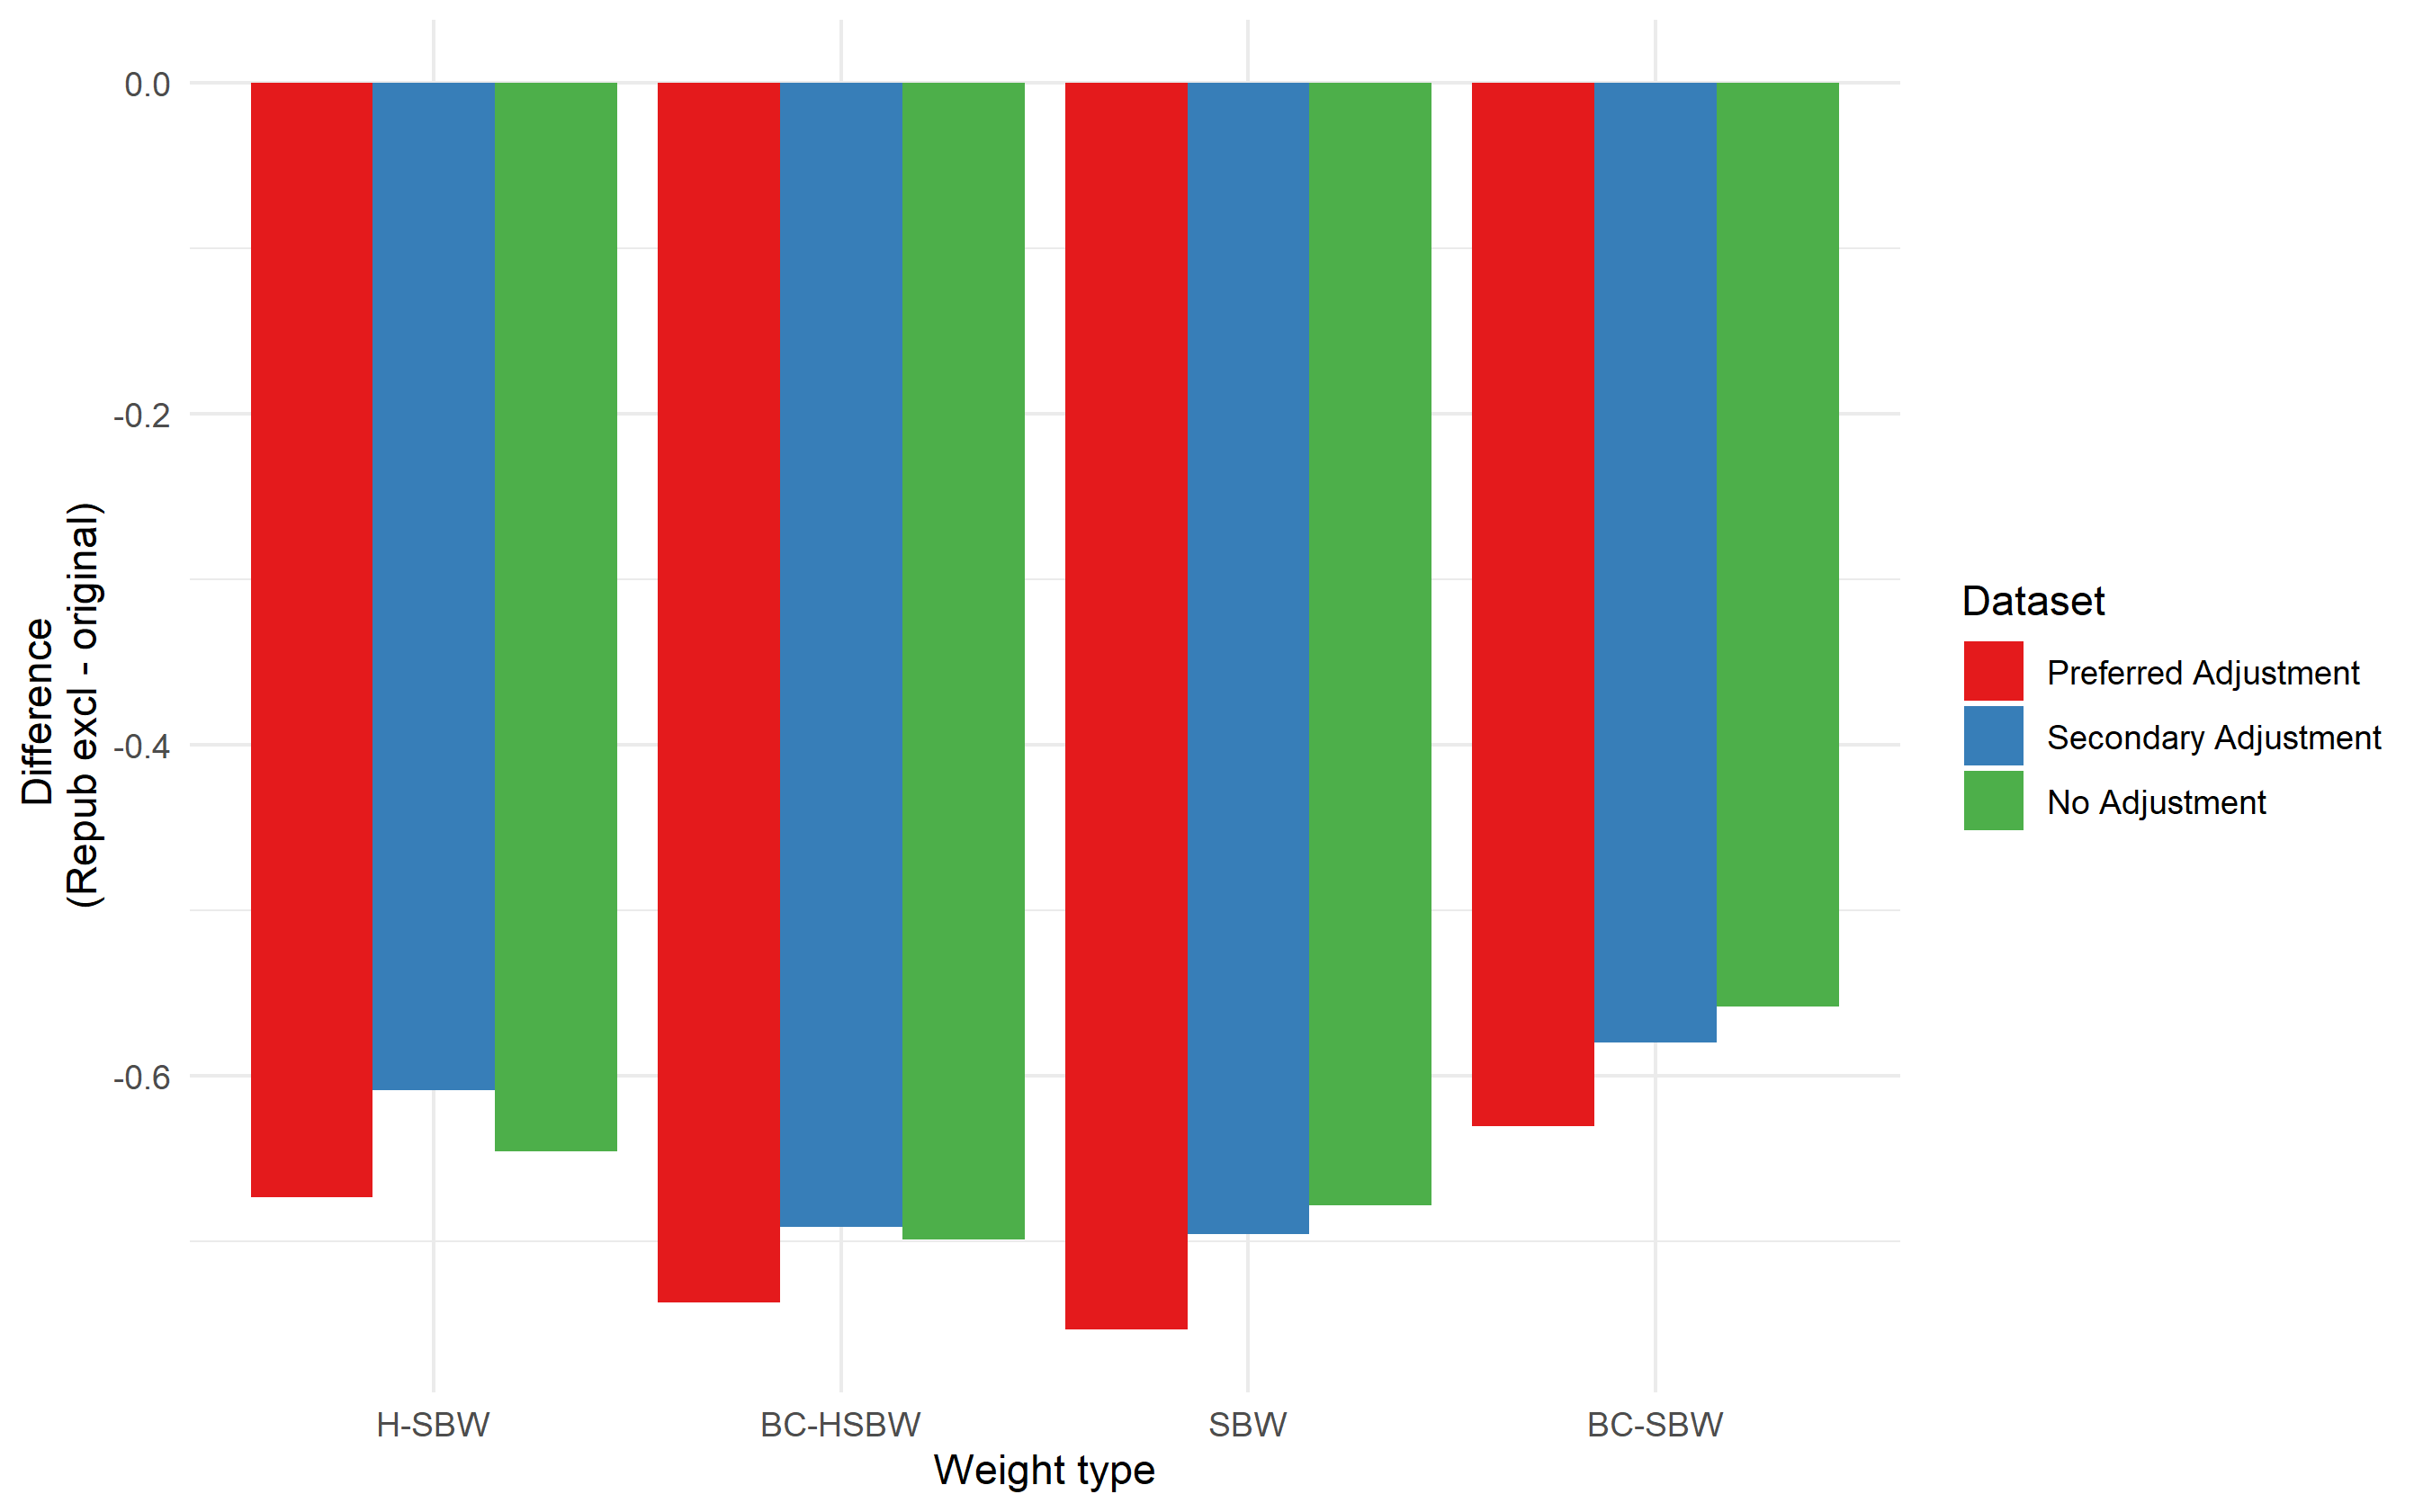 0.0
-0.2
-0.4
-0.6
Difference
(Repub excl - original)
H-SBW
BC-HSBW
SBW
BC-SBW
Weight type
Dataset
Preferred Adjustment
Secondary Adjustment
No Adjustment